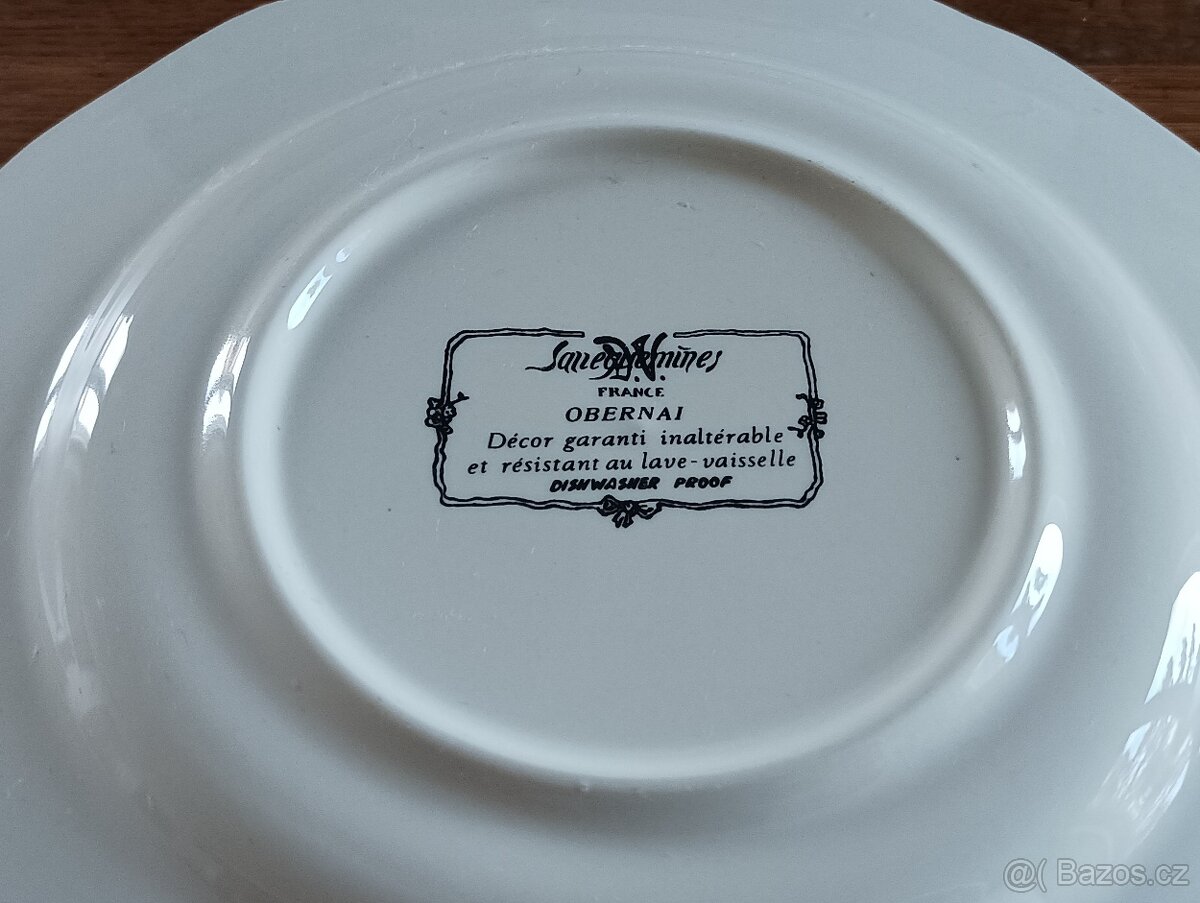 Sarreguemines
FRANCE
OBERNAI
Décor garanti inaltérable
et résistant au lave-vaisselle
DISHWASHER PROOF
@( Bazos.cz